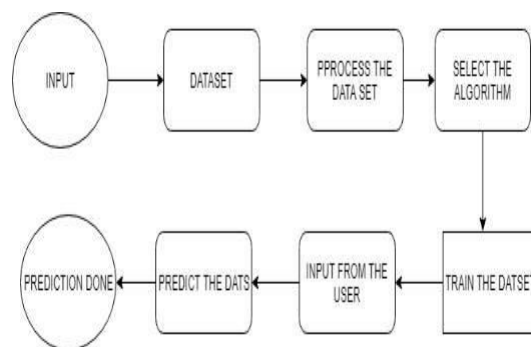 INPUT
DATASET
PPROCESS THE
DATA SET
SELECT THE
ALGORITHM
TRAIN THE DATSET
INPUT FROM THE
USER
PREDICT THE DATS
PREDICTION DONE